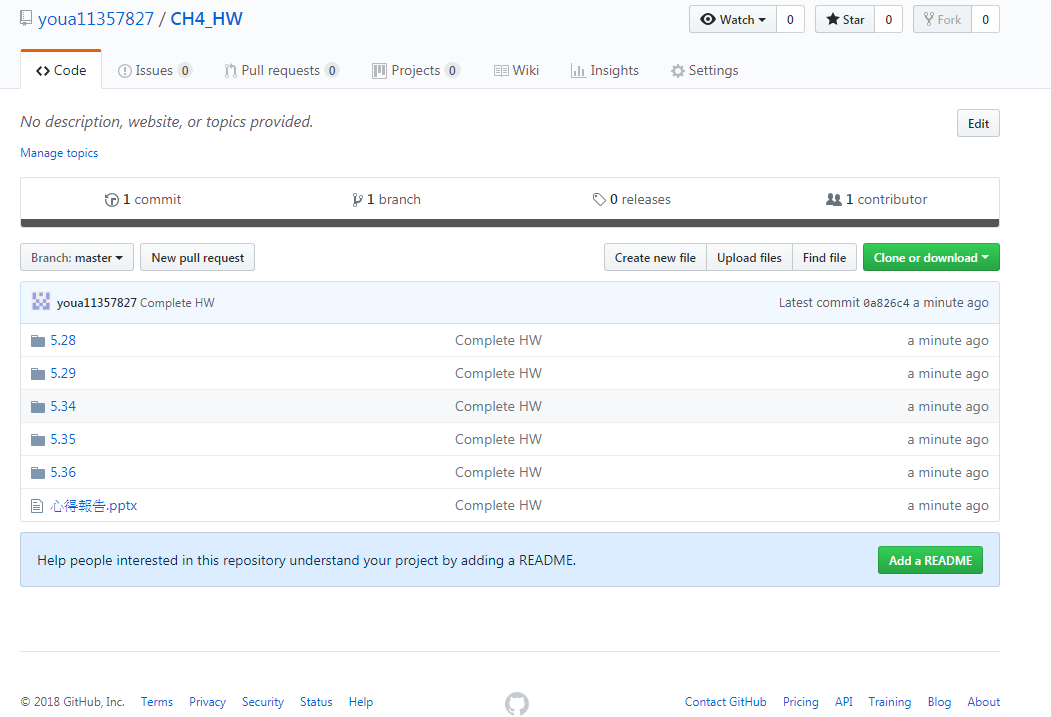 youa11357827 / CH4_HW
Watch 0 Star 0 Fork 0
Code Issues 0 Pull requests 0 Projects 0 Wiki Insights Settings
No description, website, or topics provided.
Edit
Manage topics
1 commit 1 branch 0 releases 1 contributor
Branch: master New pull request Create new file Upload files Find file Clone or download
youa11357827 Complete HW Latest commit 0a826c4 a minute ago
5.28 Complete HW a minute ago
5.29 Complete HW a minute ago
5.34 Complete HW a minute ago
5.35 Complete HW a minute ago
5.36 Complete HW a minute ago
心得報告.pptx Complete HW a minute ago
Help people interested in this repository understand your project by adding a README. Add a README
© 2018 GitHub, Inc. Terms Privacy Security Status Help Contact GitHub Pricing API Training Blog About